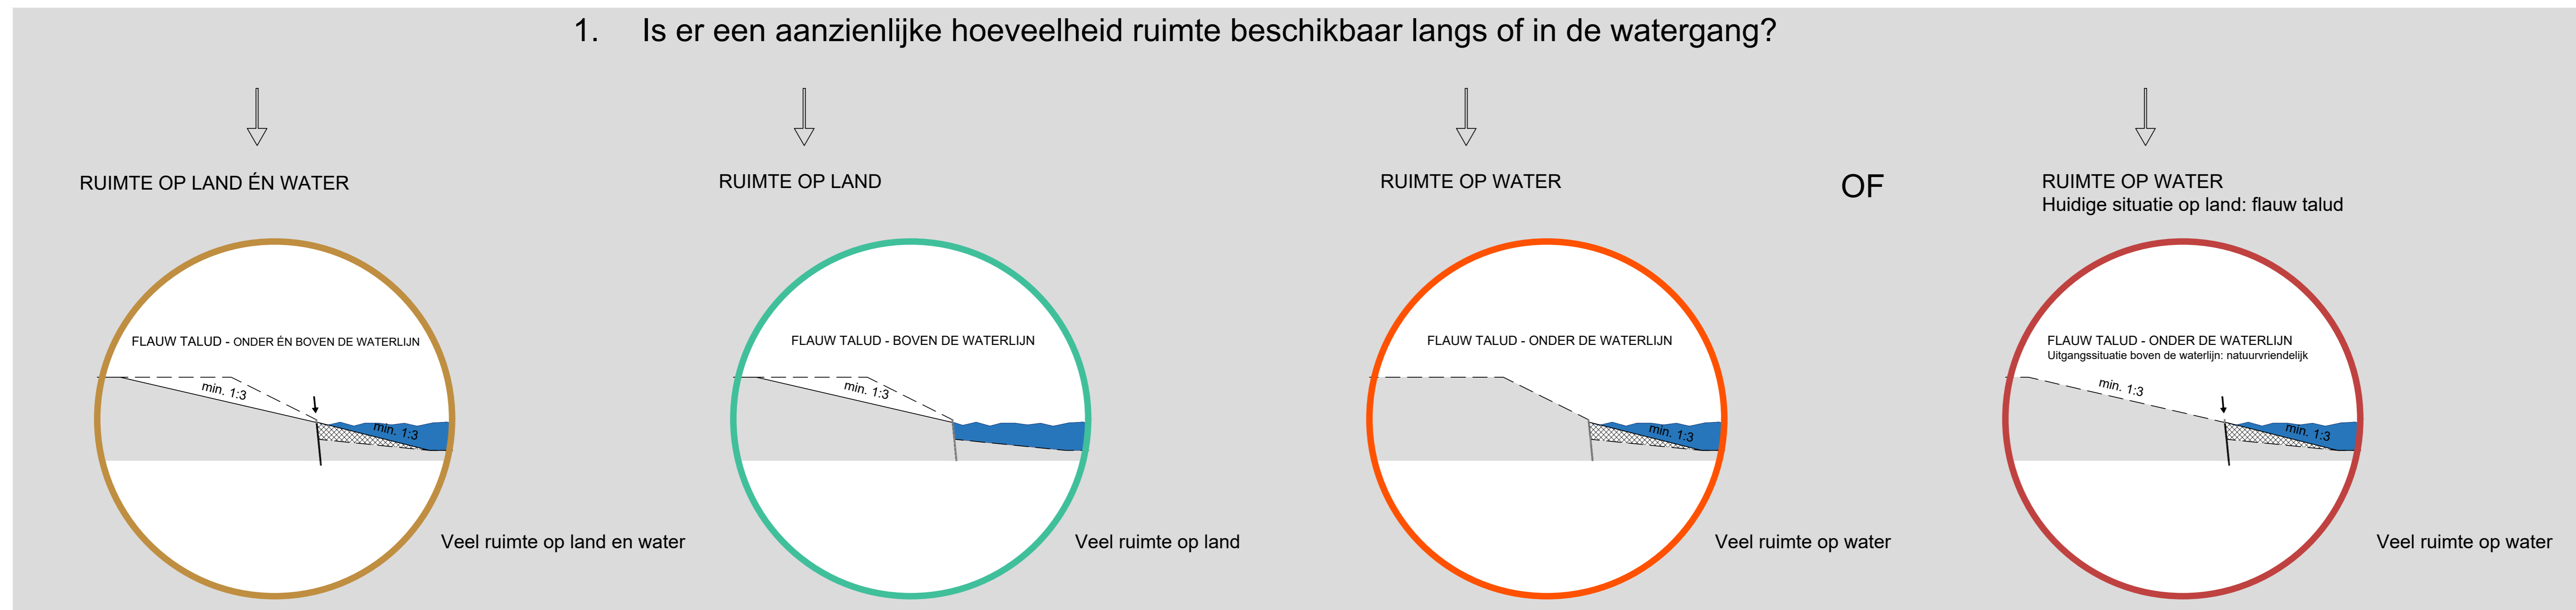 1. Is er een aanzienlijke hoeveelheid ruimte beschikbaar langs of in de watergang?
RUIMTE OP LAND ÉN WATER
FLAUW TALUD - ONDER ÉN BOVEN DE WATERLIJN
min. 1:3
min. 1:3
Veel ruimte op land en water
RUIMTE OP LAND
FLAUW TALUD - BOVEN DE WATERLIJN
min. 1:3
Veel ruimte op land
RUIMTE OP WATER
FLAUW TALUD - ONDER DE WATERLIJN
min. 1:3
Veel ruimte op water
OF
RUIMTE OP WATER
Huidige situatie op land: flauw talud
FLAUW TALUD - ONDER DE WATERLIJN
Uitgangssituatie boven de waterlijn: natuurvriendelijk
min. 1:3
min. 1:3
Veel ruimte op water